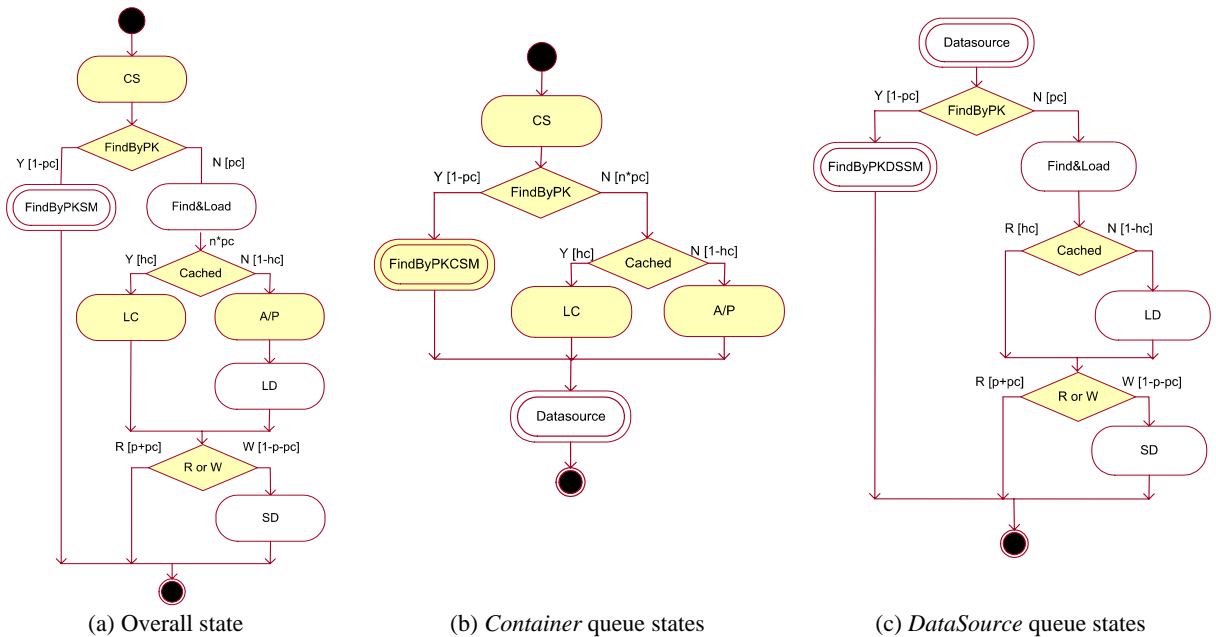 CS
FindByPK
Y [1-pc]
N [pc]
FindByPKSM
Find&Load
n*pc
Y [hc]
Cached
N [1-hc]
LC
A/P
LD
R [p+pc]
W [1-p-pc]
R or W
SD
(a) Overall state
CS
Y [1-pc]
N [n*pc]
FindByPK
FindByPKCSM
Y [hc]
Cached
N [1-hc]
LC
A/P
Datasource
(b) Container queue states
Datasource
Y [1-pc]
FindByPK
N [pc]
FindByPKDSSM
Find&Load
R [hc]
Cached
N [1-hc]
LD
R [p+pc]
W [1-p-pc]
R or W
SD
(c) DataSource queue states